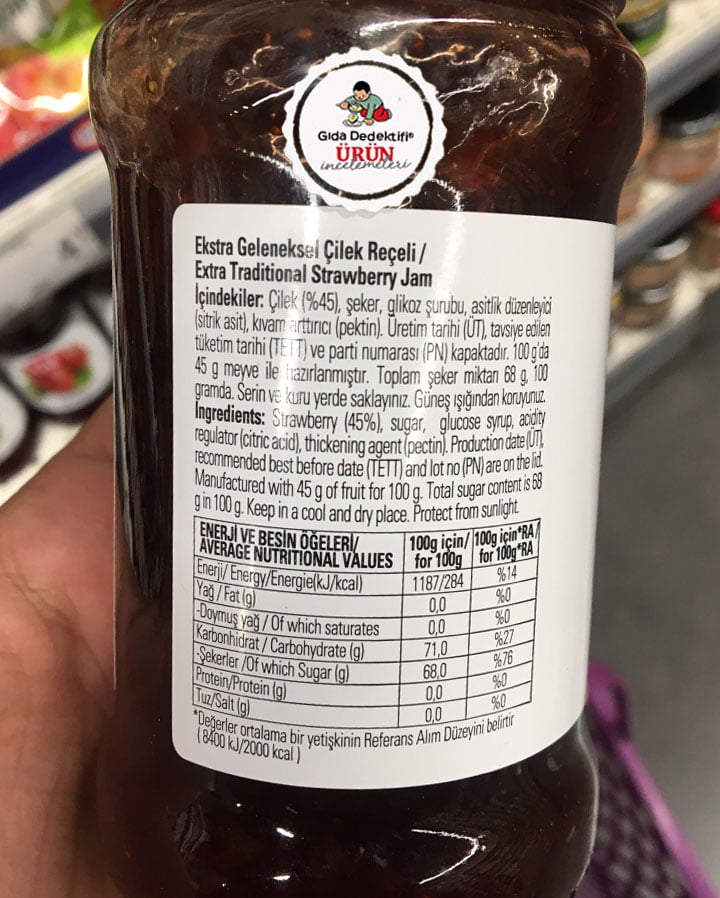 Gıda Dedektifi®
ÜRÜN
incelemeleri
Ekstra Geleneksel Çilek Reçeli /
Extra Traditional Strawberry Jam
İçindekiler: Çilek (%45), şeker, glikoz şurubu, asitlik düzenleyici
(sitrik asit), kıvam arttırıcı (pektin). Üretim tarihi (ÜT), tavsiye edilen
tüketim tarihi (TETT) ve parti numarası (PN) kapaktadır. 100 g'da
45 g meyve ile hazırlanmıştır. Toplam şeker miktarı 68 g, 100
gramda. Serin ve kuru yerde saklayınız. Güneş ışığından koruyunuz.
Ingredients: Strawberry (45%), sugar, glucose syrup, acidity
regulator (citric acid), thickening agent (pectin). Production date (ÜT),
recommended best before date (TETT) and lot no (PN) are on the lid.
Manufactured with 45 g of fruit for 100 g. Total sugar content is 68
g in 100 g. Keep in a cool and dry place. Protect from sunlight.
ENERJİ VE BESİN ÖĞELERİ/ 100g için/ 100g için*RA/
AVERAGE NUTRITIONAL VALUES for 100g for 100g*RA
Enerji/ Energy/Energie(kJ/kcal) 1187/284 %14
Yağ / Fat (g) 0,0 %0
-Doymuş yağ / Of which saturates 0,0 %0
Karbonhidrat / Carbohydrate (g) 71,0 %27
-Şekerler /Of which Sugar (g) 68,0 %76
Protein/Protein (g) 0,0 %0
Tuz/Salt (g) 0,0 %0
*Değerler ortalama bir yetişkinin Referans Alım Düzeyini belirtir
(8400 kJ/2000 kcal)